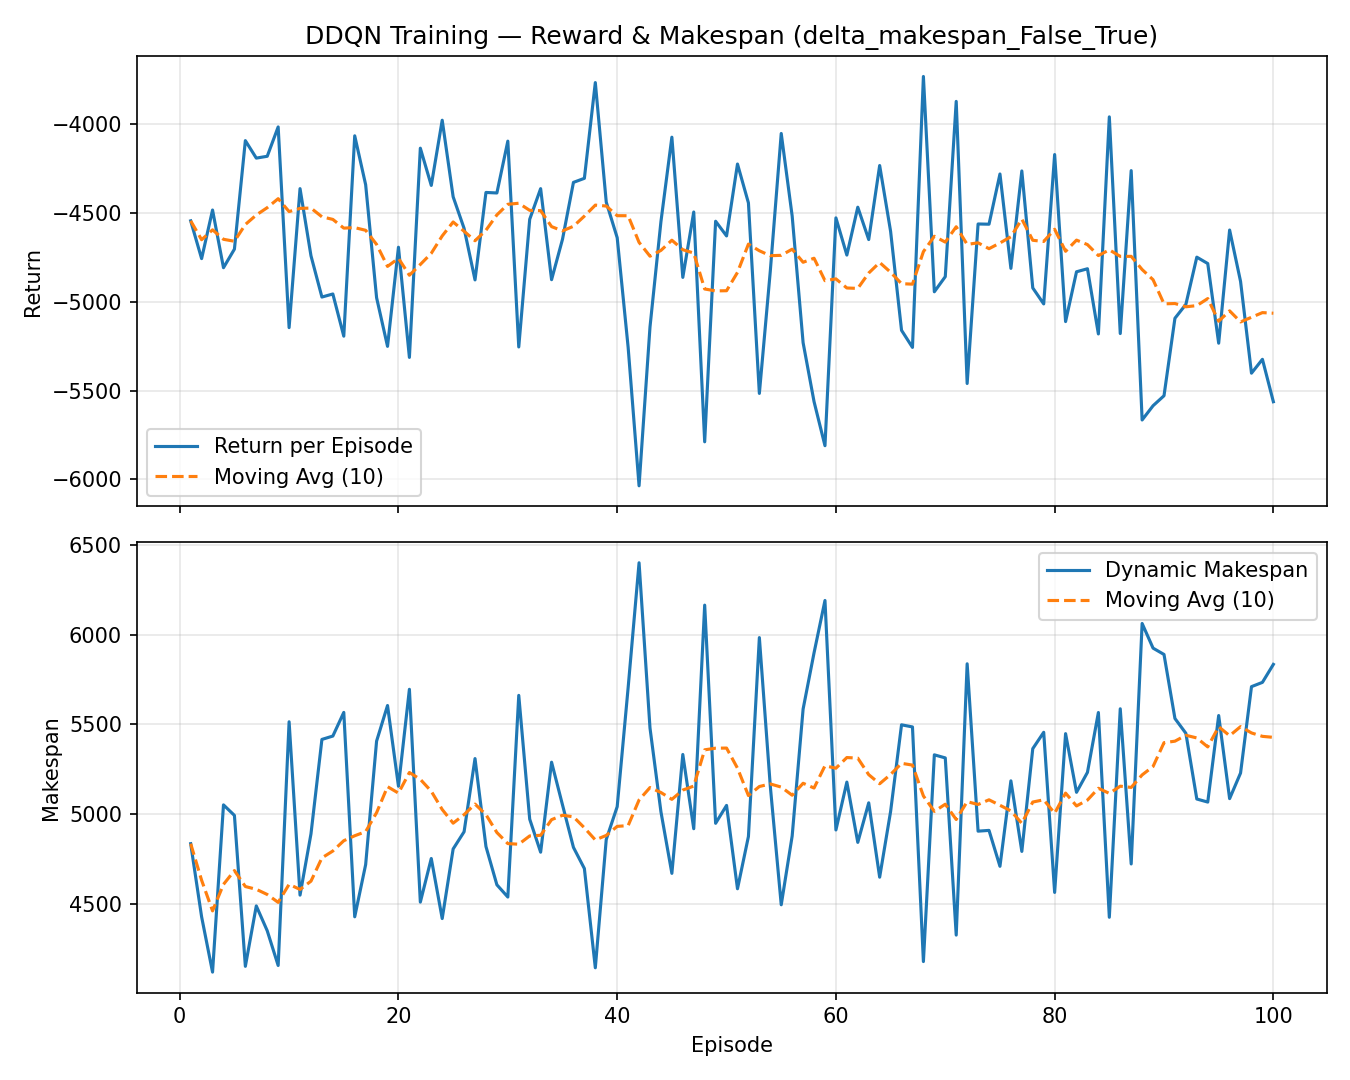 DDQN Training — Reward & Makespan (delta_makespan_False_True)
−4000
−4500
−5000
−5500
−6000
Return
Return per Episode
Moving Avg (10)
6500
6000
5500
5000
4500
Makespan
Dynamic Makespan
Moving Avg (10)
0 20 40 60 80 100
Episode